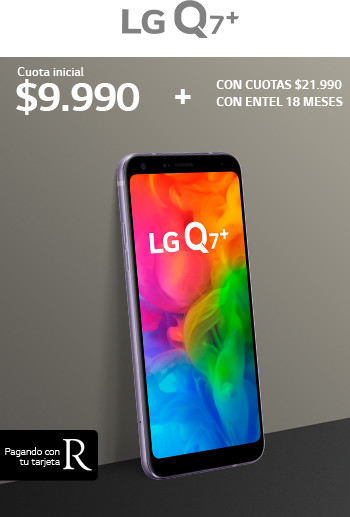 LG Q7+
Cuota inicial
$9.990
+
CON CUOTAS $21.990
CON ENTEL 18 MESES
LG Q7+
Pagando con
tu tarjeta
R